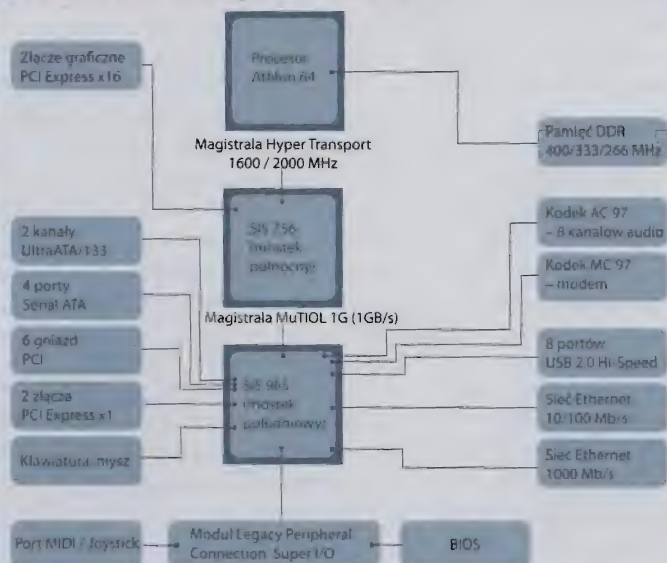 Złącze graficzne
PCI Express x16
Procesor
Athlon 64
Magistrala Hyper Transport
1600 / 2000 MHz
Pamięć DDR
400/333/266 MHz
SiS 756
mostek
północny
Kodek AC 97
– 8 kanałów audio
2 kanały
UltraATA/133
Kodek MC 97
– modem
4 porty
Serial ATA
Magistrala MuTIOL 1G (1GB/s)
6 gniazd
PCI
8 portów
USB 2.0 Hi-Speed
SiS 965
mostek
południowy
2 złącza
PCI Express x1
Sieć Ethernet
10/100 Mb/s
Klawiatura, mysz
Sieć Ethernet
1000 Mb/s
Port MIDI / Joystick
Moduł Legacy Peripheral
Connection Super I/O
BIOS